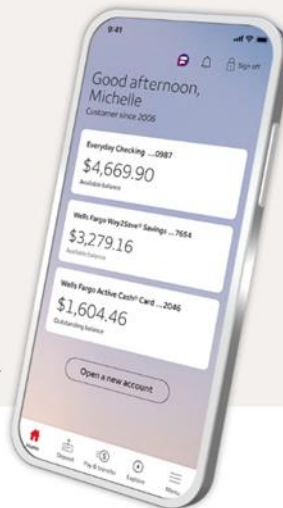 9:41
Sign off
Good afternoon,
Michelle
Customer since 2006
Everyday Checking ...0987
$4,669.90
Available balance
Wells Fargo Way2Save® Savings ...7654
$3,279.16
Available balance
Wells Fargo Active Cash® Card ...2046
$1,604.46
Outstanding balance
Open a new account
Home
Deposit
Pay & transfer
Explore
Menu